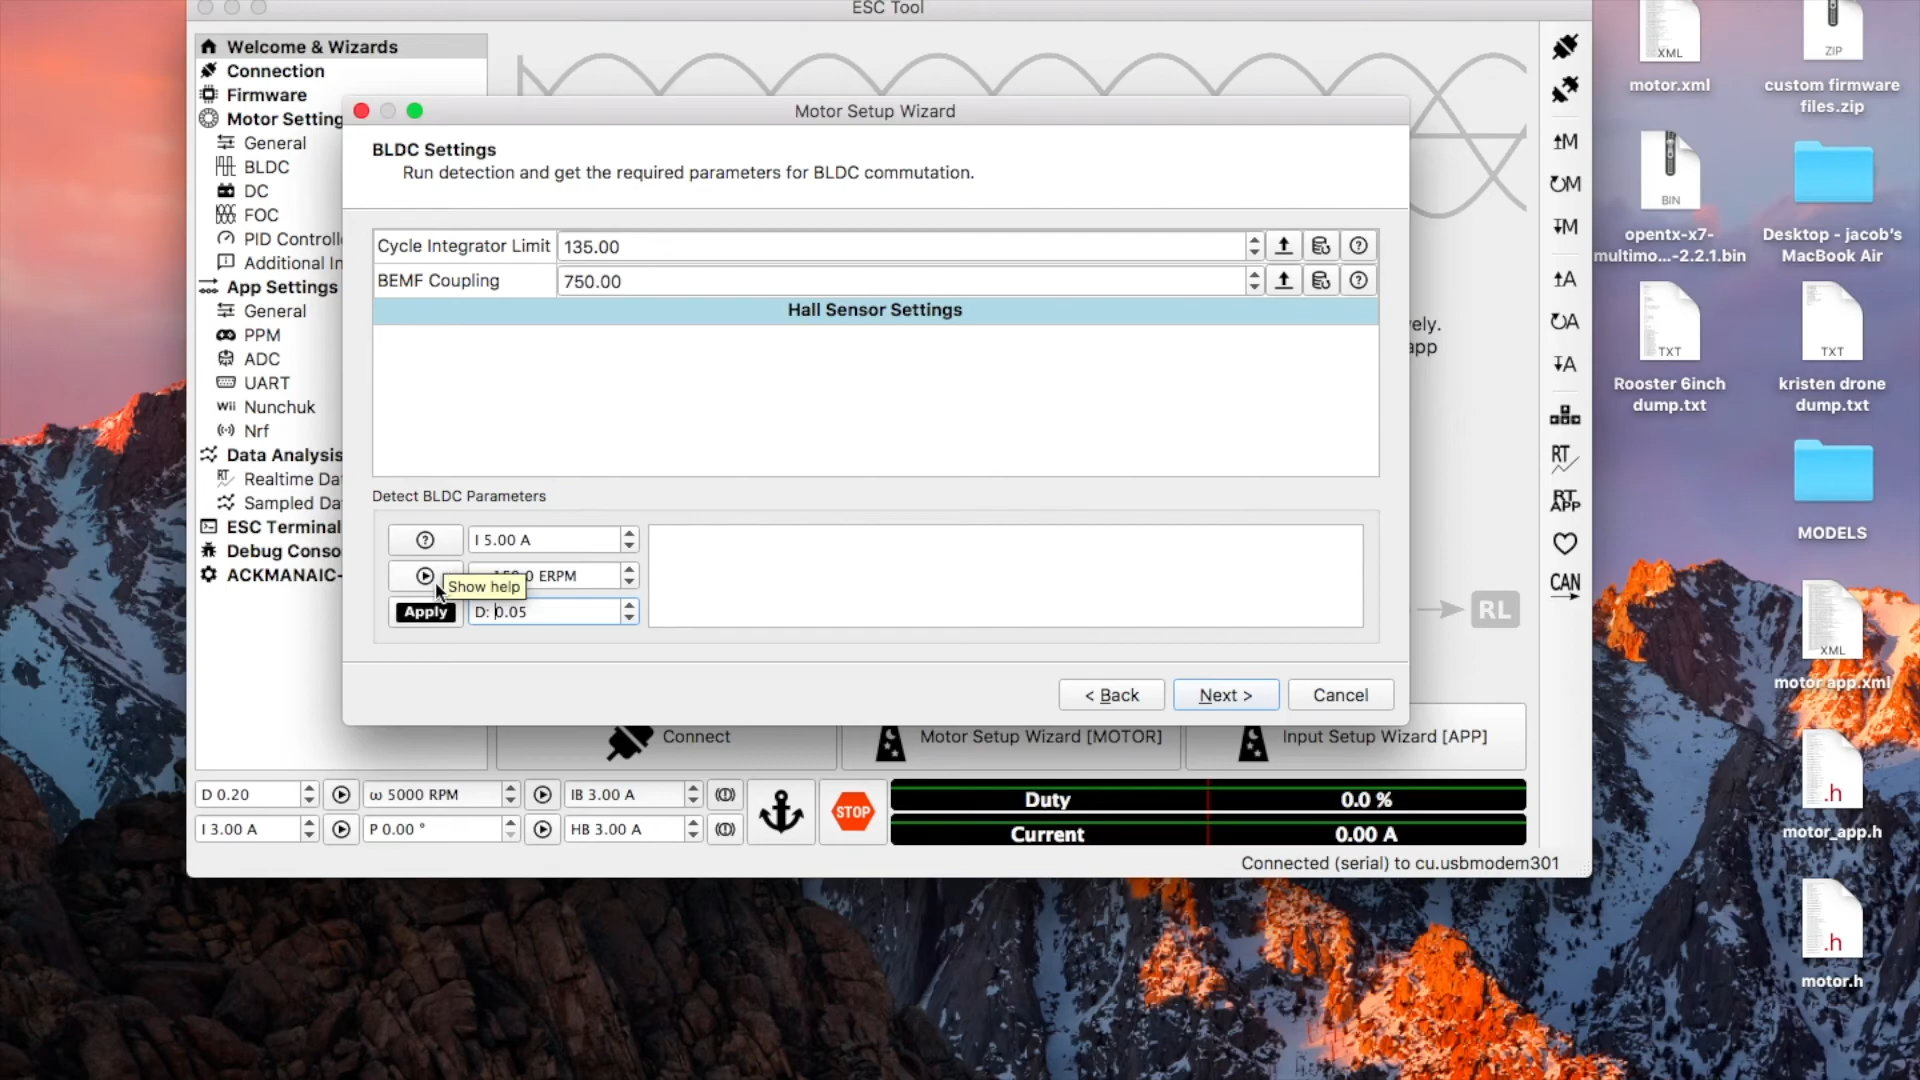 ESC Tool
Welcome & Wizards
Connection
Firmware
Motor Setting
General
BLDC
DC
FOC
PID Controll
Additional In
App Settings
General
PPM
ADC
UART
Wii Nunchuk
Nrf
Data Analysis
RT Realtime Da
Sampled Da
ESC Terminal
Debug Conso
ACKMANIAC-
Motor Setup Wizard
BLDC Settings
Run detection and get the required parameters for BLDC commutation.
Cycle Integrator Limit 135.00
BEMF Coupling 750.00
Hall Sensor Settings
Detect BLDC Parameters
I 5.00 A
ERPM
Show help
Apply D: 0.05
< Back Next > Cancel
ely.
app
RL
Connect
Motor Setup Wizard [MOTOR]
Input Setup Wizard [APP]
D 0.20 ω 5000 RPM IB 3.00 A
I 3.00 A P 0.00 ° HB 3.00 A
STOP
Duty 0.0 %
Current 0.00 A
Connected (serial) to cu.usbmodem301
M
M
M
A
A
A
RT
RT
APP
CAN
XML
motor.xml
ZIP
custom firmware
files.zip
BIN
opentx-x7-
multimo...-2.2.1.bin
Desktop - jacob's
MacBook Air
TXT
Rooster 6inch
dump.txt
TXT
kristen drone
dump.txt
MODELS
XML
motor app.xml
.h
motor_app.h
.h
motor.h